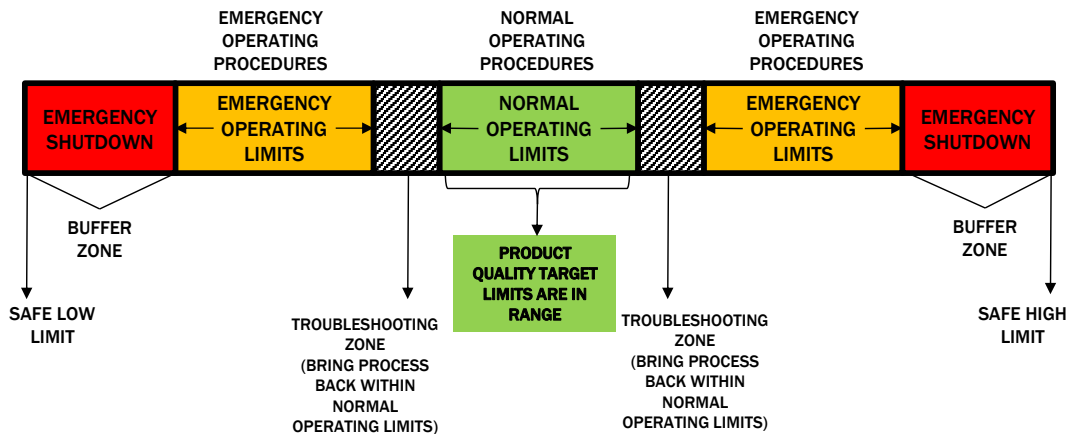 EMERGENCY
OPERATING
PROCEDURES
NORMAL
OPERATING
PROCEDURES
EMERGENCY
OPERATING
PROCEDURES
EMERGENCY
SHUTDOWN
EMERGENCY
OPERATING
LIMITS
NORMAL
OPERATING
LIMITS
EMERGENCY
OPERATING
LIMITS
EMERGENCY
SHUTDOWN
BUFFER
ZONE
PRODUCT
QUALITY TARGET
LIMITS ARE IN
RANGE
BUFFER
ZONE
SAFE LOW
LIMIT
TROUBLESHOOTING
ZONE
(BRING PROCESS
BACK WITHIN
NORMAL
OPERATING LIMITS)
TROUBLESHOOTING
ZONE
(BRING PROCESS
BACK WITHIN
NORMAL
OPERATING LIMITS)
SAFE HIGH
LIMIT